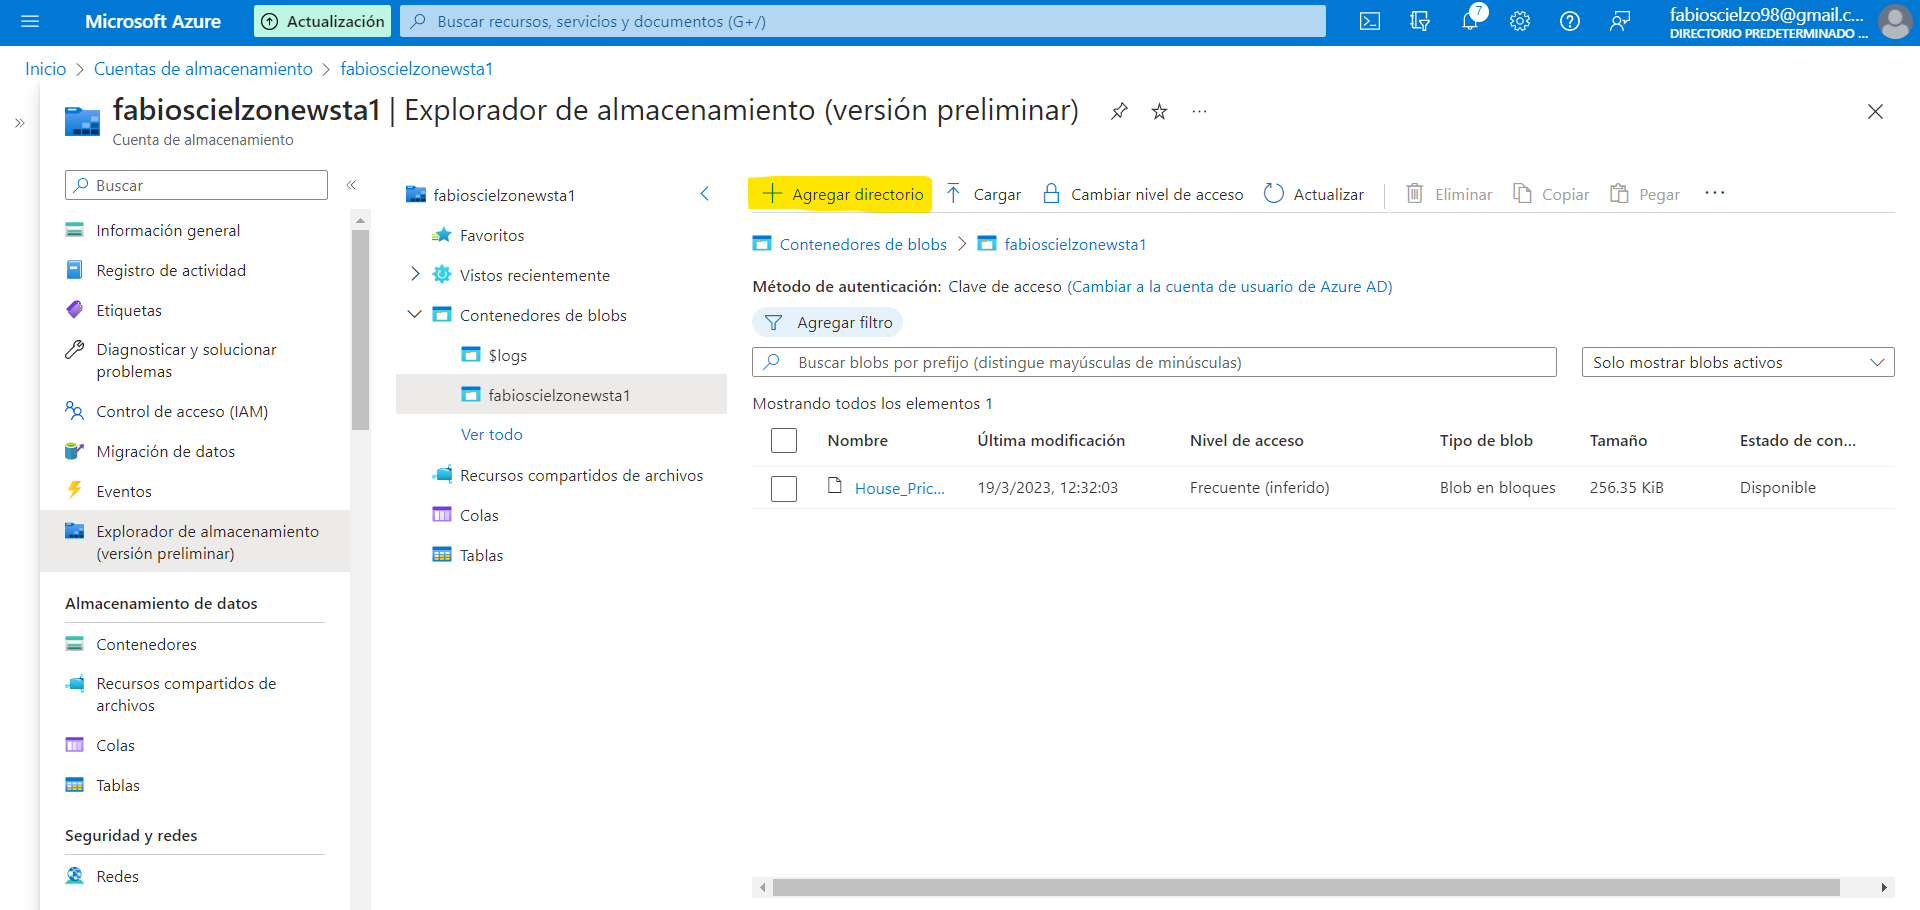 Microsoft Azure
Actualización
Buscar recursos, servicios y documentos (G+/)
7
fabioscielzo98@gmail.c...
DIRECTORIO PREDETERMINADO ...
Inicio > Cuentas de almacenamiento > fabioscielzonewsta1
fabioscielzonewsta1 | Explorador de almacenamiento (versión preliminar)
Cuenta de almacenamiento
Buscar
Información general
Registro de actividad
Etiquetas
Diagnosticar y solucionar
problemas
Control de acceso (IAM)
Migración de datos
Eventos
Explorador de almacenamiento
(versión preliminar)
Almacenamiento de datos
Contenedores
Recursos compartidos de
archivos
Colas
Tablas
Seguridad y redes
Redes
fabioscielzonewsta1
Favoritos
Vistos recientemente
Contenedores de blobs
$logs
fabioscielzonewsta1
Ver todo
Recursos compartidos de archivos
Colas
Tablas
Agregar directorio
Cargar
Cambiar nivel de acceso
Actualizar
Eliminar
Copiar
Pegar
Contenedores de blobs > fabioscielzonewsta1
Método de autenticación: Clave de acceso (Cambiar a la cuenta de usuario de Azure AD)
Agregar filtro
Buscar blobs por prefijo (distingue mayúsculas de minúsculas)
Solo mostrar blobs activos
Mostrando todos los elementos 1
Nombre Última modificación Nivel de acceso Tipo de blob Tamaño Estado de con...
House_Pric... 19/3/2023, 12:32:03 Frecuente (inferido) Blob en bloques 256.35 KiB Disponible